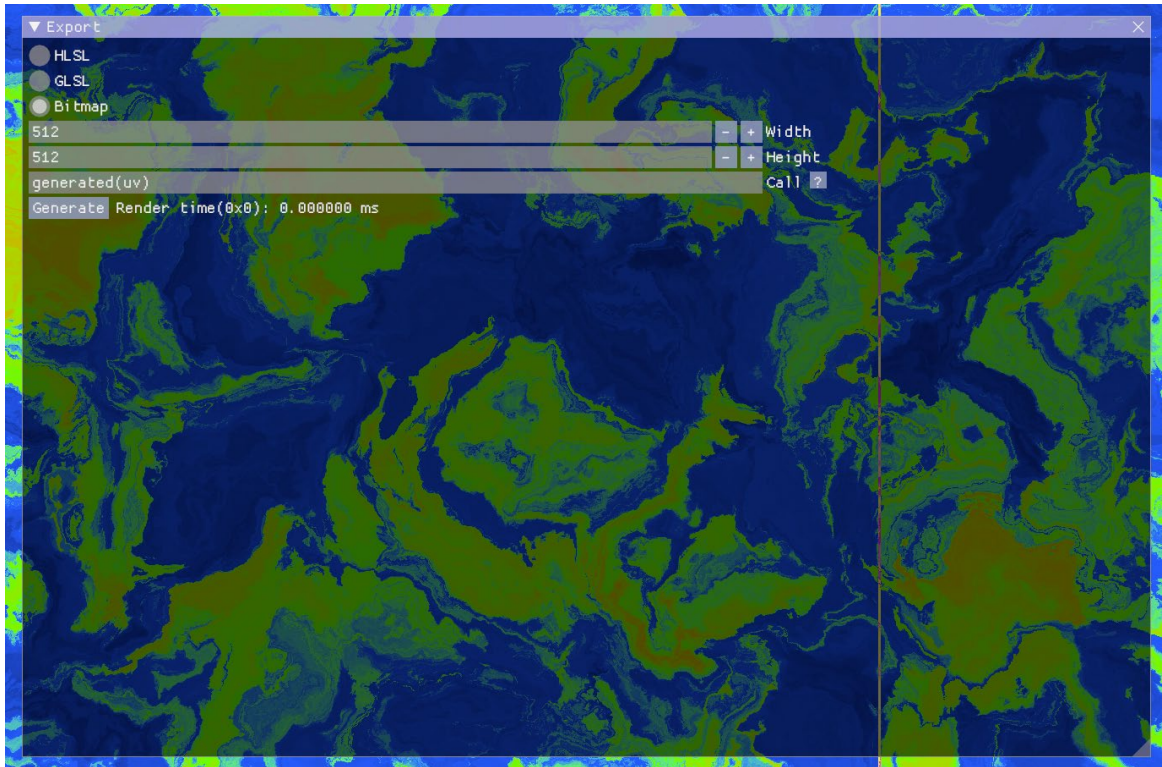 ▼ Export ×
HLSL
GLSL
Bitmap
512 - + Width
512 - + Height
generated(uv) Call ?
Generate Render time(0x0): 0.000000 ms